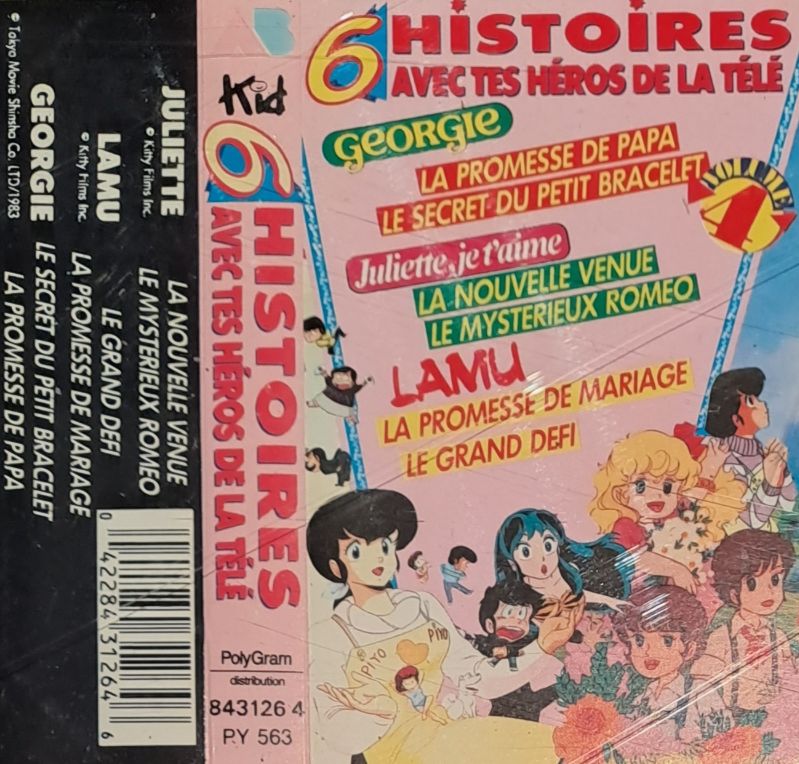 JULIETTE
© Kitty Films Inc.
LA NOUVELLE VENUE
LE MYSTERIEUX ROMEO
LAMU
© Kitty Films Inc.
LE GRAND DEFI
LA PROMESSE DE MARIAGE
GEORGIE
© Tokyo Movie Shinsha Co. LTD/1983
LE SECRET DU PETIT BRACELET
LA PROMESSE DE PAPA
0 42284 31264 6
Kid
6 HISTOIRES
AVEC TES HÉROS DE LA TÉLÉ
PolyGram
distribution
843126 4
PY 563
6 HISTOIRES
AVEC TES HÉROS DE LA TÉLÉ
GEORGIE
LA PROMESSE DE PAPA
LE SECRET DU PETIT BRACELET
VOLUME
4
Juliette, je t'aime
LA NOUVELLE VENUE
LE MYSTERIEUX ROMEO
LAMU
LA PROMESSE DE MARIAGE
LE GRAND DEFI
PIYO PIYO